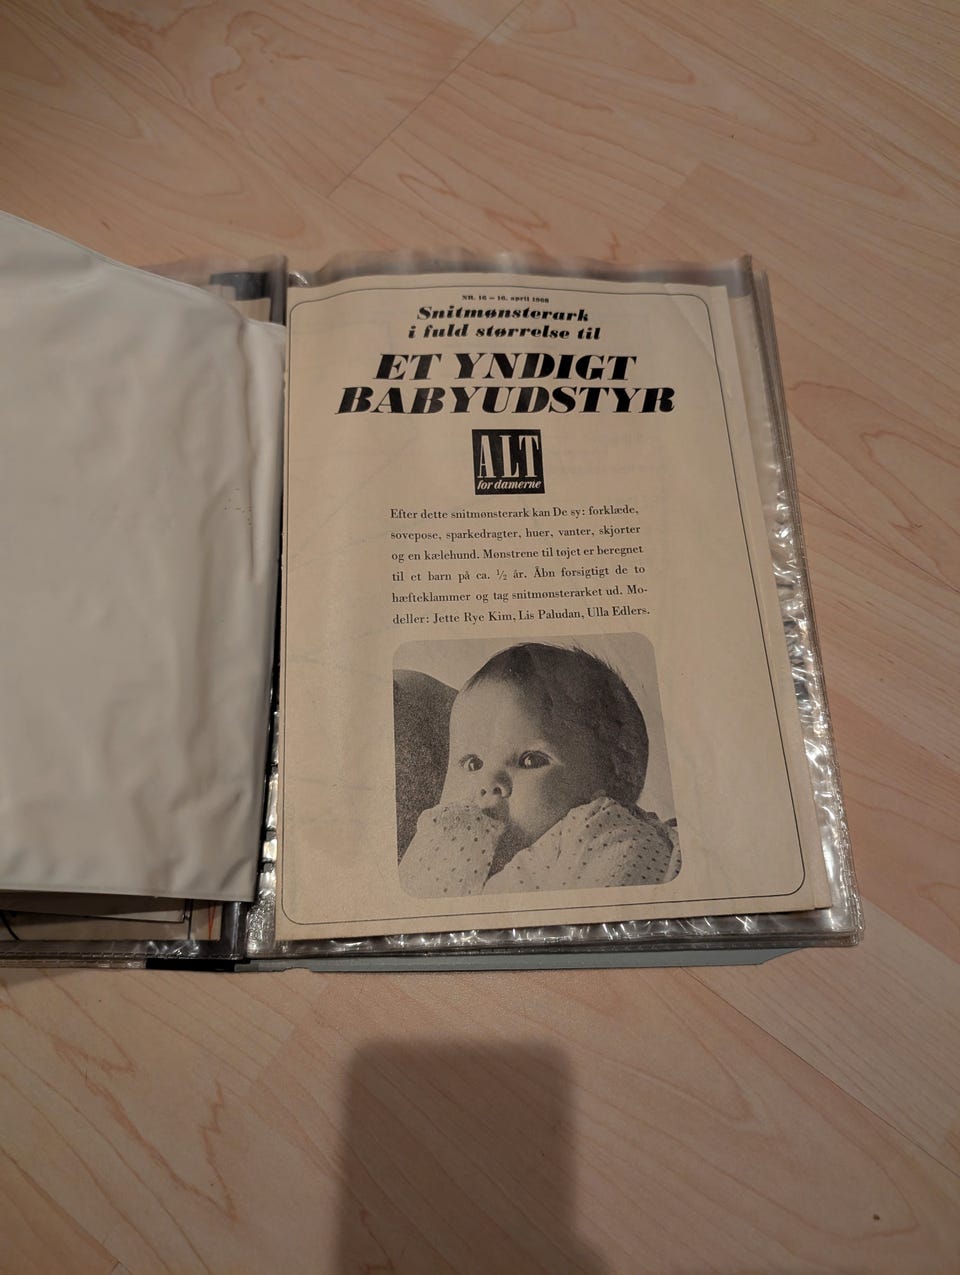 NR. 16 – 16. april 1968
Snitmønsterark
i fuld størrelse til
ET YNDIGT
BABYUDSTYR
ALT
for damerne
Efter dette snitmønsterark kan De sy: forklæde,
sovepose, sparkedragter, huer, vanter, skjorter
og en kælehund. Mønstrene til tøjet er beregnet
til et barn på ca. ½ år. Åbn forsigtigt de to
hæfteklammer og tag snitmønsterarket ud. Mo-
deller: Jette Rye Kim, Lis Paludan, Ulla Edlers.